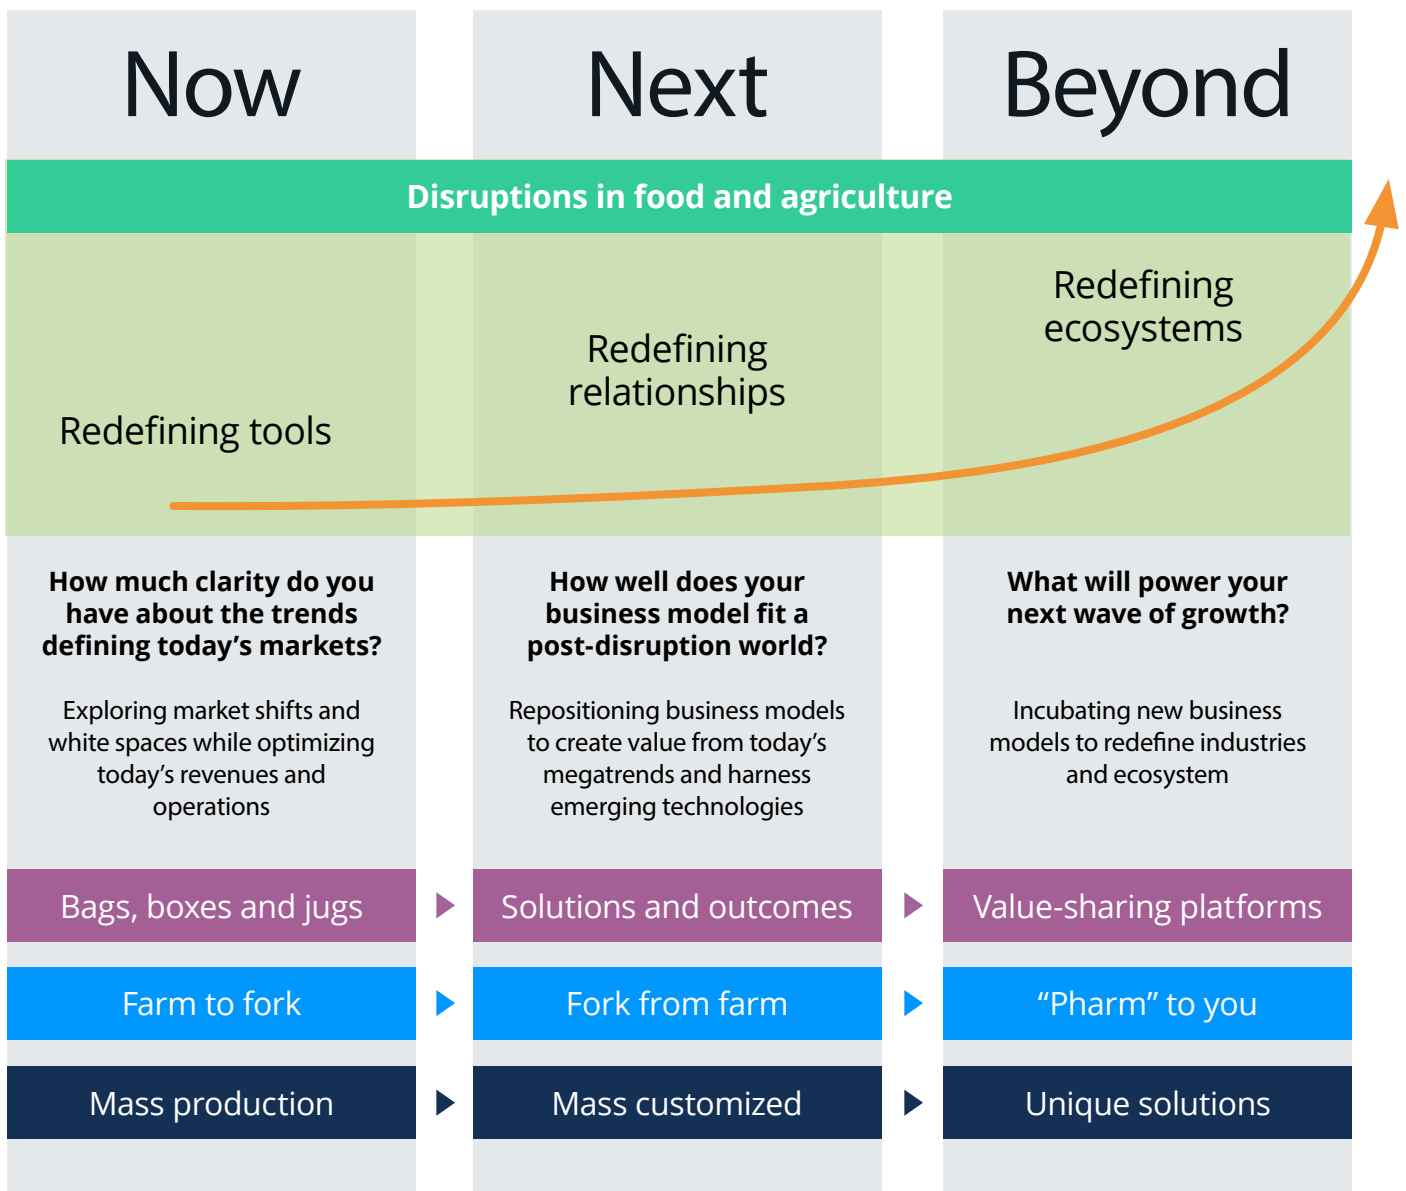 Now
Next
Beyond
Disruptions in food and agriculture
Redefining tools
Redefining
relationships
Redefining
ecosystems
How much clarity do you
have about the trends
defining today’s markets?
How well does your
business model fit a
post-disruption world?
What will power your
next wave of growth?
Exploring market shifts and
white spaces while optimizing
today’s revenues and
operations
Repositioning business models
to create value from today’s
megatrends and harness
emerging technologies
Incubating new business
models to redefine industries
and ecosystem
Bags, boxes and jugs
Solutions and outcomes
Value-sharing platforms
Farm to fork
Fork from farm
“Pharm” to you
Mass production
Mass customized
Unique solutions